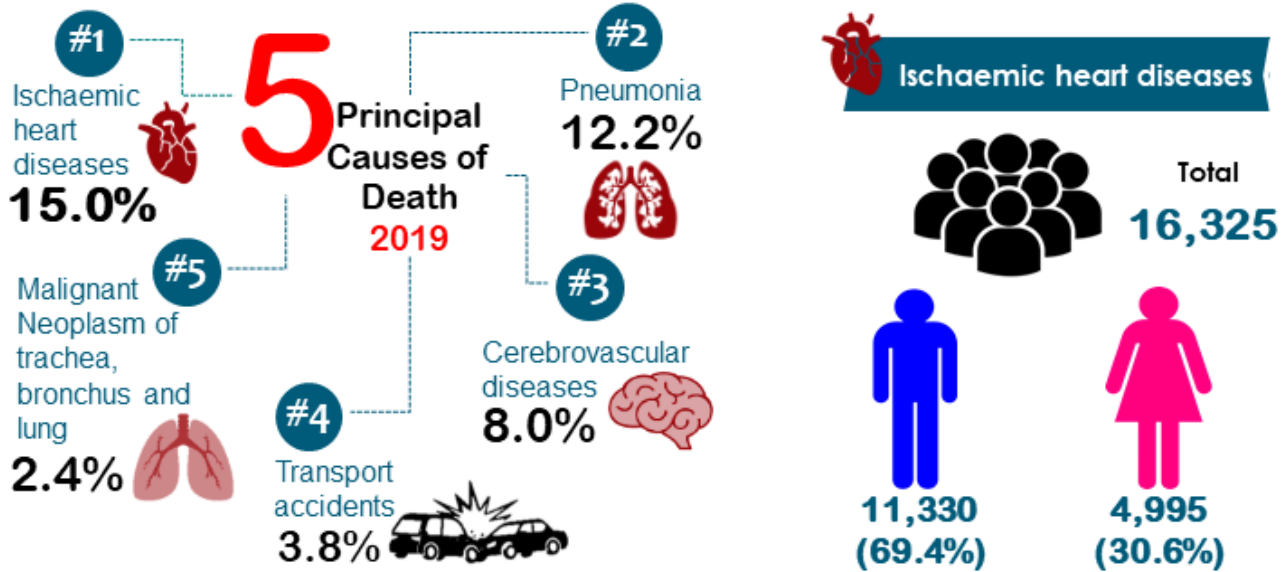 #1
Ischaemic
heart
diseases
15.0%
5
Principal
Causes of
Death
2019
#2
Pneumonia
12.2%
#3
Cerebrovascular
diseases
8.0%
#4
Transport
accidents
3.8%
#5
Malignant
Neoplasm of
trachea,
bronchus and
lung
2.4%
Ischaemic heart diseases
Total
16,325
11,330
(69.4%)
4,995
(30.6%)